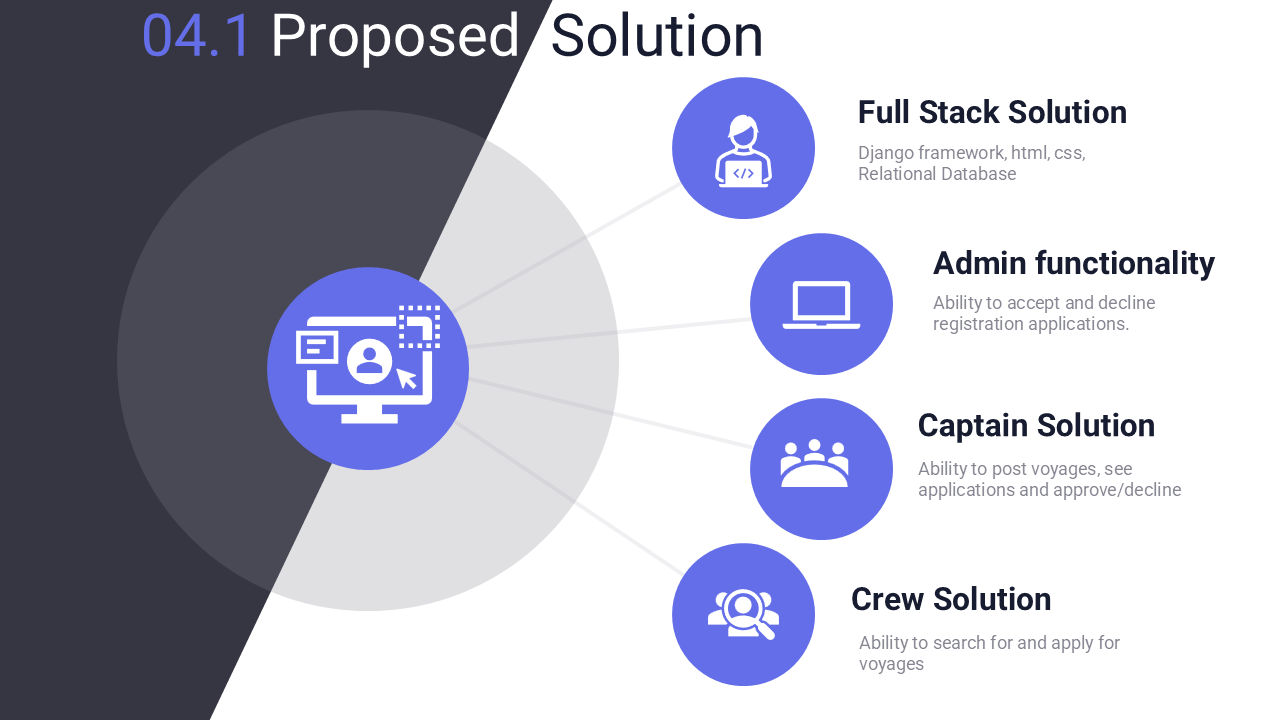 04.1 Proposed Solution
Full Stack Solution
Django framework, html, css,
Relational Database
Admin functionality
Ability to accept and decline
registration applications.
Captain Solution
Ability to post voyages, see
applications and approve/decline
Crew Solution
Ability to search for and apply for
voyages